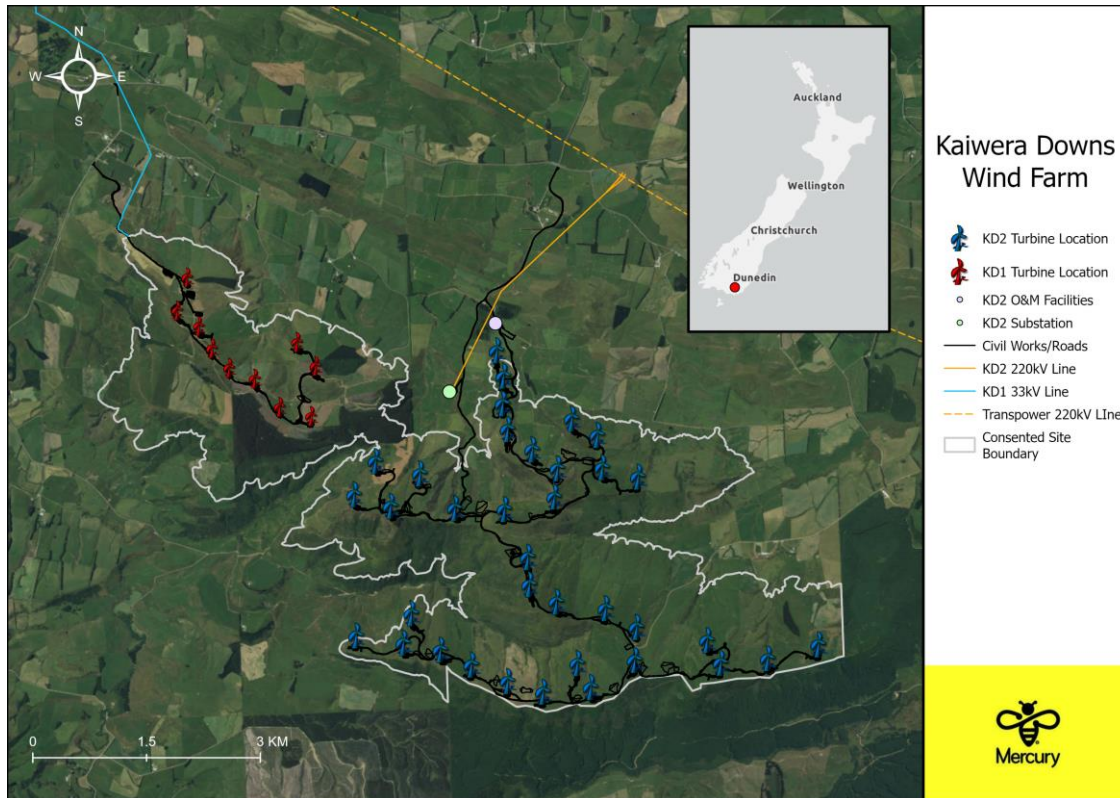 N
W
E
S
Auckland
Wellington
Christchurch
Dunedin
0
1.5
3 KM
Kaiwera Downs
Wind Farm
KD2 Turbine Location
KD1 Turbine Location
KD2 O&M Facilities
KD2 Substation
Civil Works/Roads
KD2 220kV Line
KD1 33kV Line
Transpower 220kV LIne
Consented Site
Boundary
Mercury